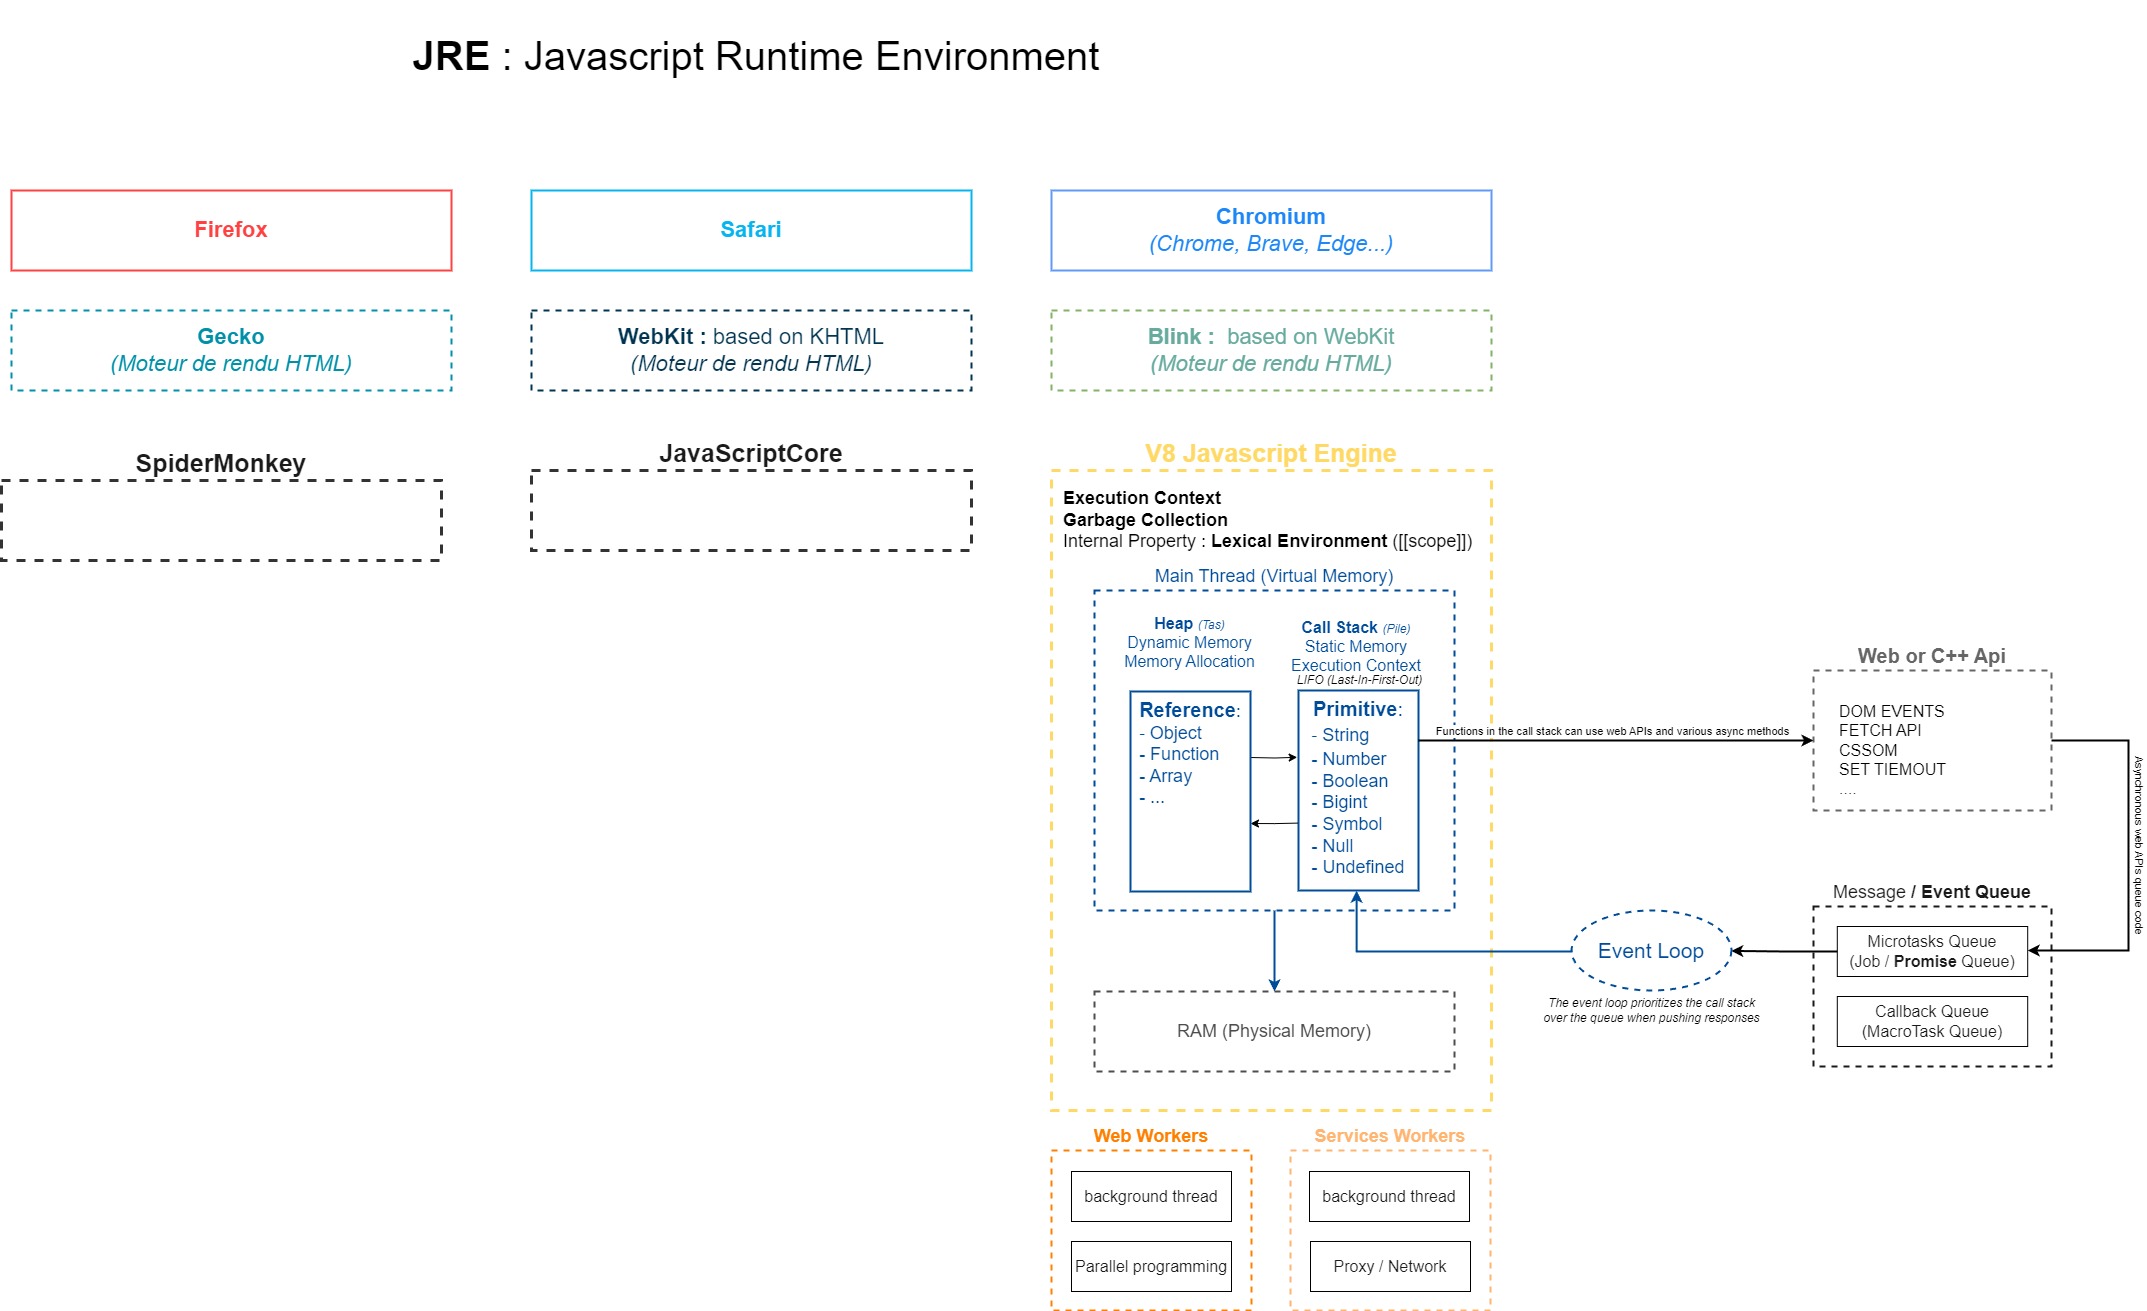 JRE : Javascript Runtime Environment
Firefox
Safari
Chromium
(Chrome, Brave, Edge...)
Gecko
(Moteur de rendu HTML)
WebKit : based on KHTML
(Moteur de rendu HTML)
Blink :  based on WebKit
(Moteur de rendu HTML)
SpiderMonkey
JavaScriptCore
V8 Javascript Engine
Execution Context
Garbage Collection
Internal Property : Lexical Environment ([[scope]])
Main Thread (Virtual Memory)
Heap (Tas)
Dynamic Memory
Memory Allocation
Call Stack (Pile)
Static Memory
Execution Context
LIFO (Last-In-First-Out)
Reference:
- Object
- Function
- Array
- ...
Primitive:
- String
- Number
- Boolean
- Bigint
- Symbol
- Null
- Undefined
Functions in the call stack can use web APIs and various async methods
Web or C++ Api
DOM EVENTS
FETCH API
CSSOM
SET TIEMOUT
....
Asynchronous web APIs queue code
Message / Event Queue
Microtasks Queue
(Job / Promise Queue)
Callback Queue
(MacroTask Queue)
Event Loop
The event loop prioritizes the call stack
over the queue when pushing responses
RAM (Physical Memory)
Web Workers
background thread
Parallel programming
Services Workers
background thread
Proxy / Network